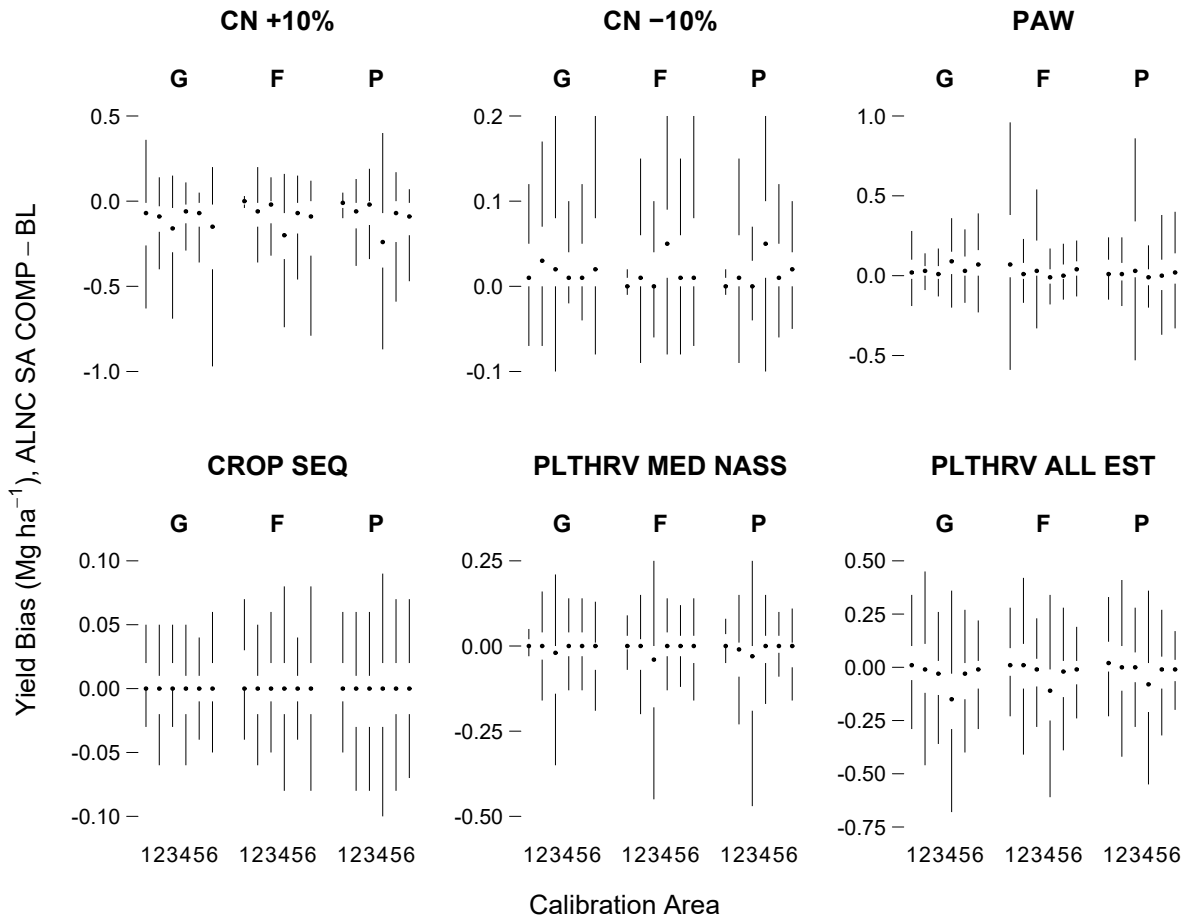 CN +10%
CN −10%
PAW
G F P
G F P
G F P
0.5
0.0
-0.5
-1.0
0.2
0.1
0.0
-0.1
1.0
0.5
0.0
-0.5
Yield Bias (Mg ha⁻¹), ALNC SA COMP – BL
CROP SEQ
PLTHRV MED NASS
PLTHRV ALL EST
G F P
G F P
G F P
0.10
0.05
0.00
-0.05
-0.10
0.25
0.00
-0.25
-0.50
0.50
0.25
0.00
-0.25
-0.50
-0.75
123456 123456 123456
123456 123456 123456
123456 123456 123456
Calibration Area